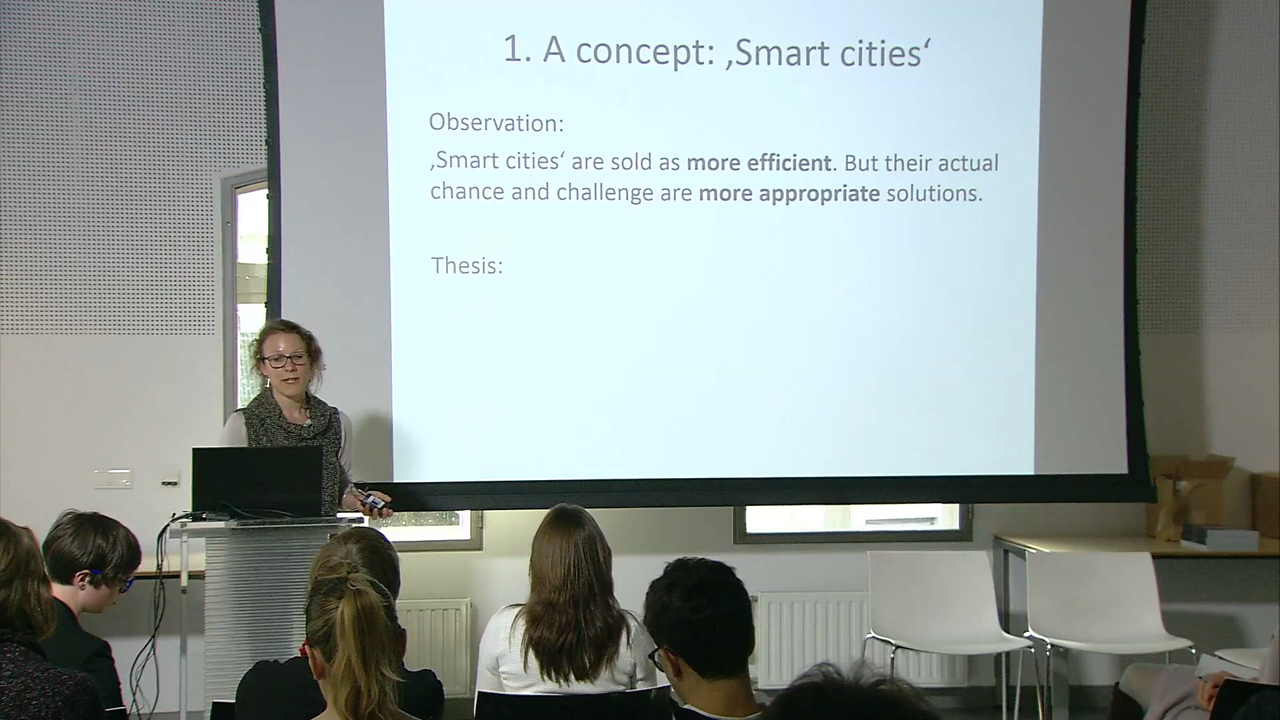 1. A concept: ‚Smart cities‘
Observation:
‚Smart cities‘ are sold as more efficient. But their actual
chance and challenge are more appropriate solutions.
Thesis: